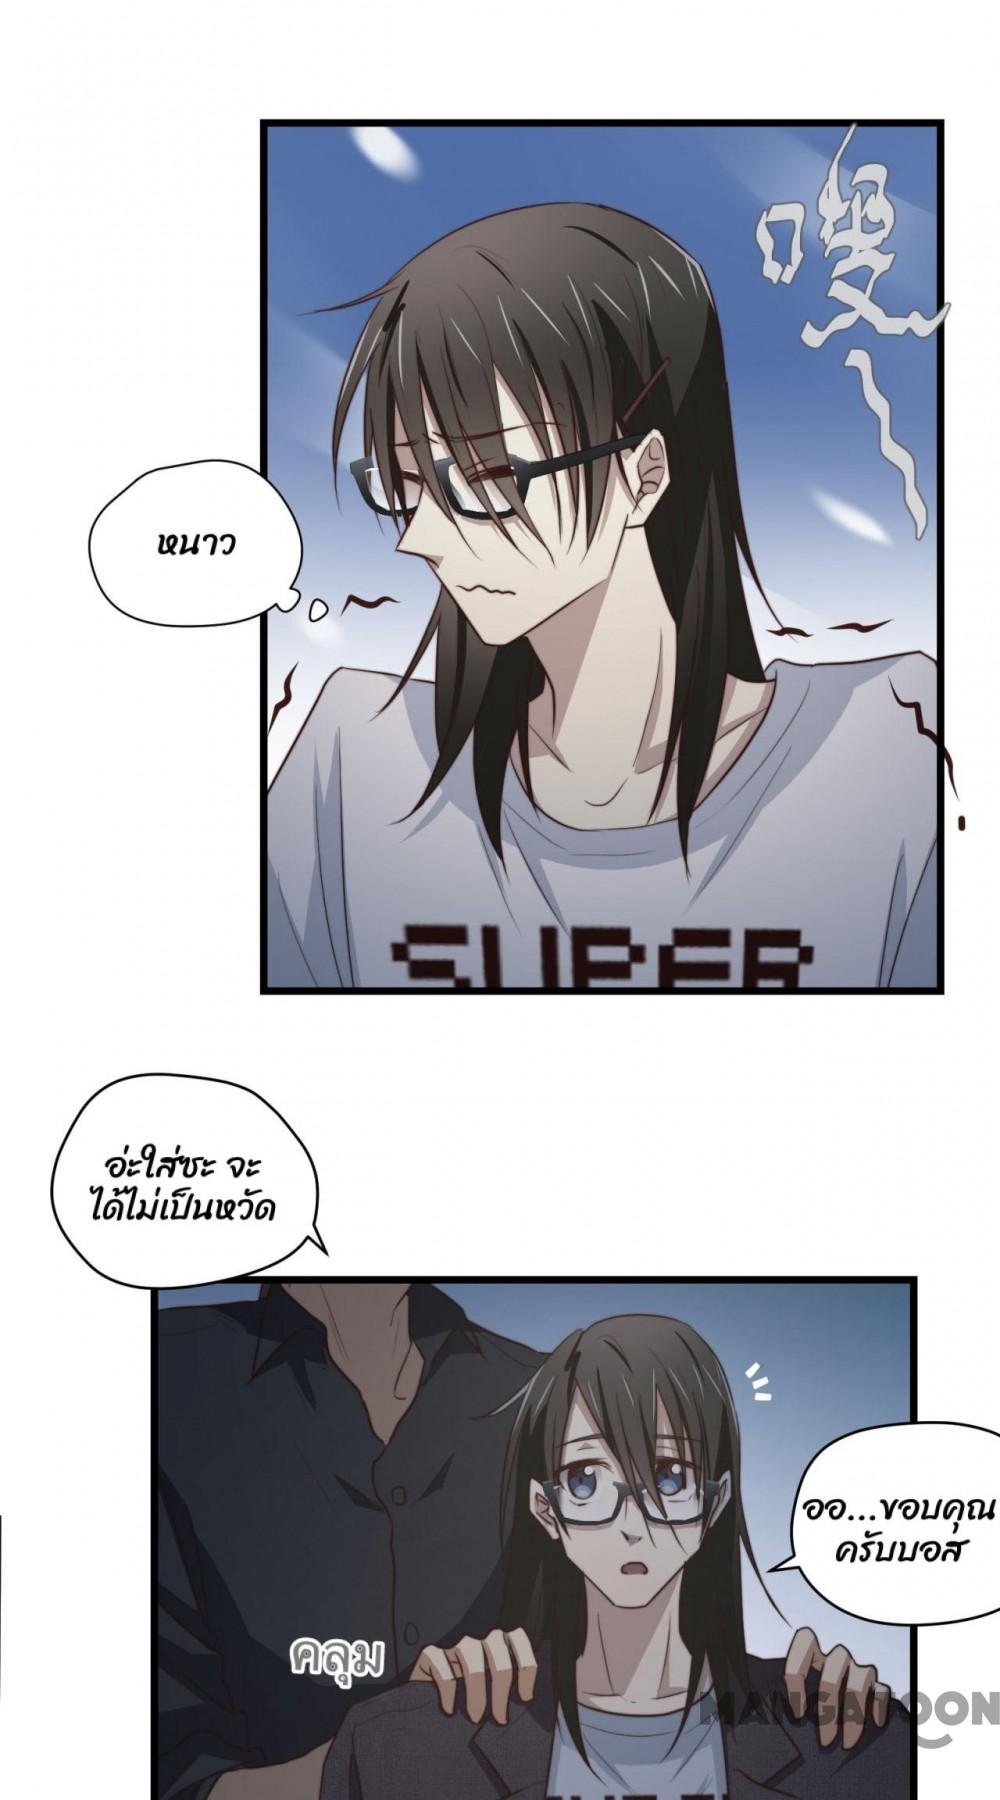 嗖
หนาว
SUPER
อ่ะใส่ซะ จะ
ได้ไม่เป็นหวัด
ออ...ขอบคุณ
ครับบอส
คลุม
MANGATOON